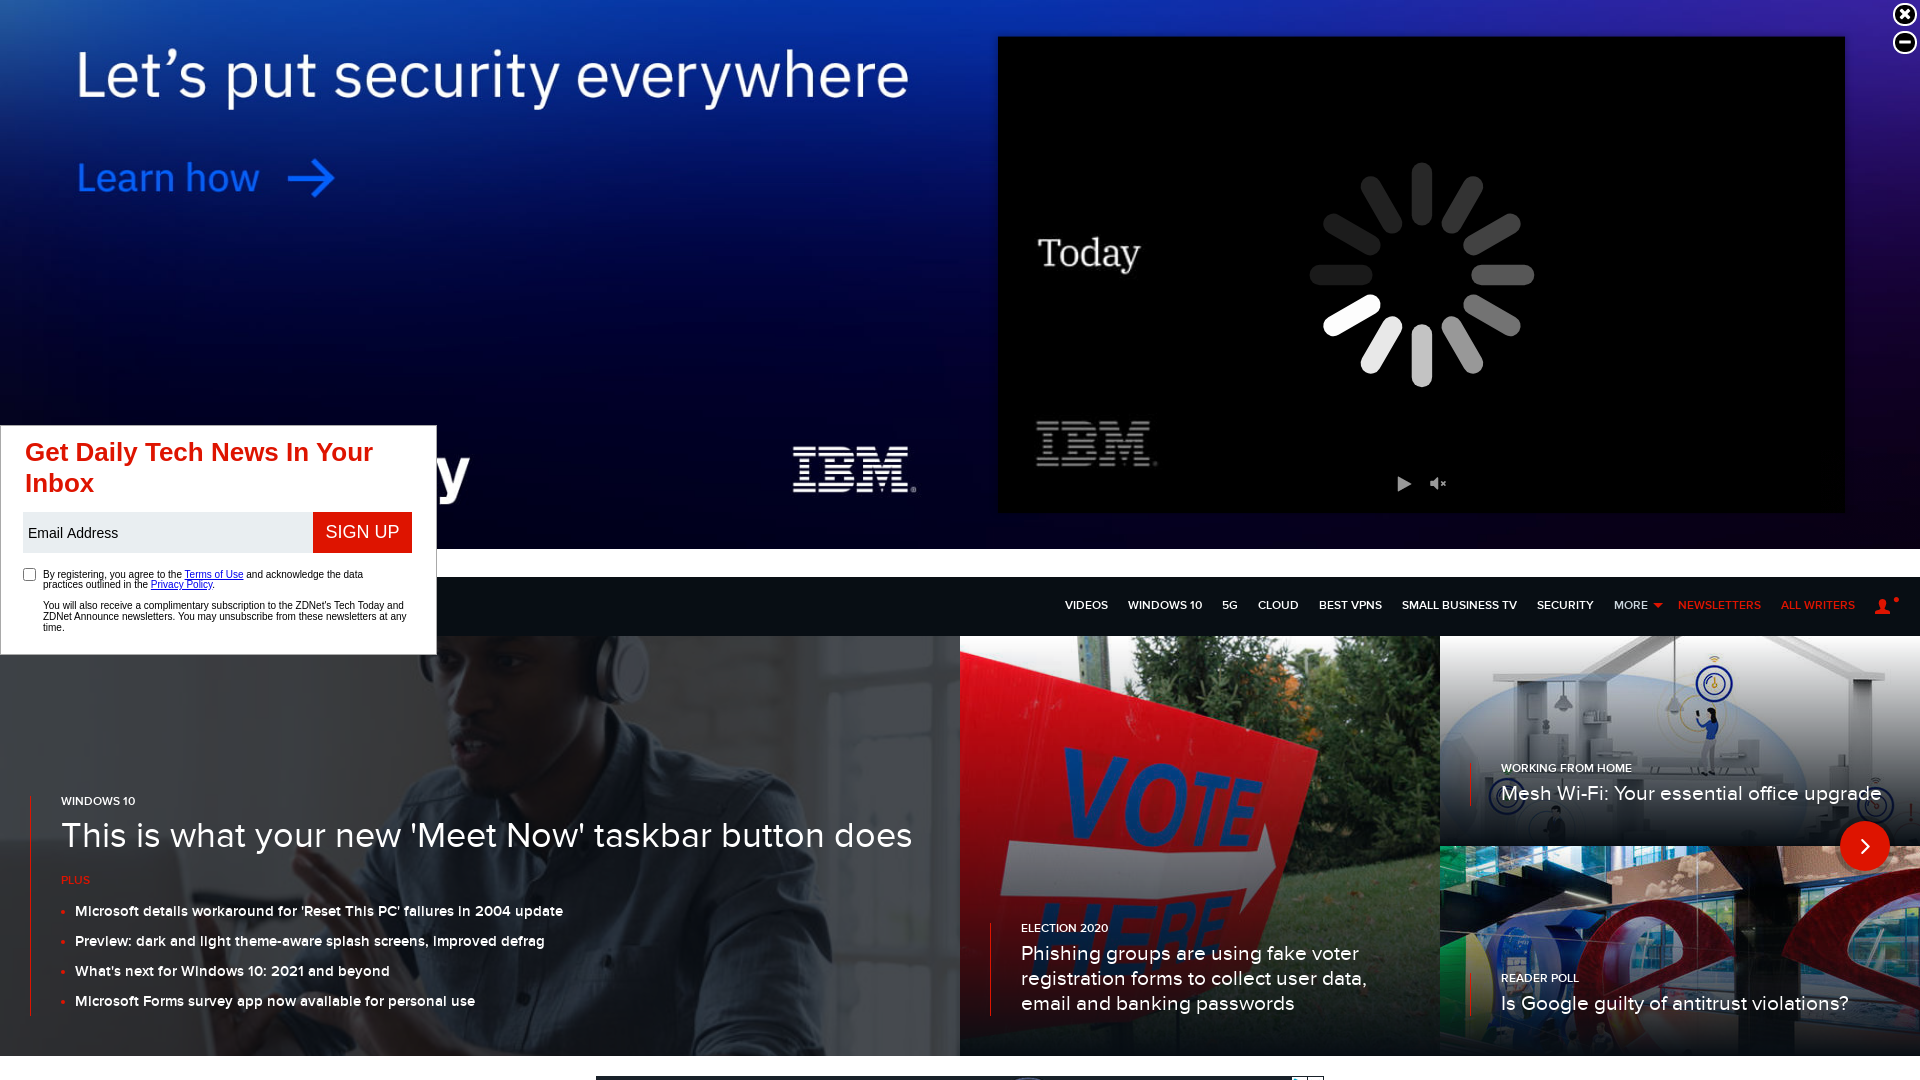 Let's put security everywhere
Learn how
Today
IBM
y
IBM
Get Daily Tech News In Your
Inbox
Email Address
SIGN UP
By registering, you agree to the Terms of Use and acknowledge the data
practices outlined in the Privacy Policy.
You will also receive a complimentary subscription to the ZDNet's Tech Today and
ZDNet Announce newsletters. You may unsubscribe from these newsletters at any
time.
VIDEOS WINDOWS 10 5G CLOUD BEST VPNS SMALL BUSINESS TV SECURITY MORE NEWSLETTERS ALL WRITERS
WINDOWS 10
This is what your new 'Meet Now' taskbar button does
PLUS
Microsoft details workaround for 'Reset This PC' failures in 2004 update
Preview: dark and light theme-aware splash screens, improved defrag
What's next for Windows 10: 2021 and beyond
Microsoft Forms survey app now available for personal use
VOTE
HERE
ELECTION 2020
Phishing groups are using fake voter
registration forms to collect user data,
email and banking passwords
WORKING FROM HOME
Mesh Wi-Fi: Your essential office upgrade
READER POLL
Is Google guilty of antitrust violations?